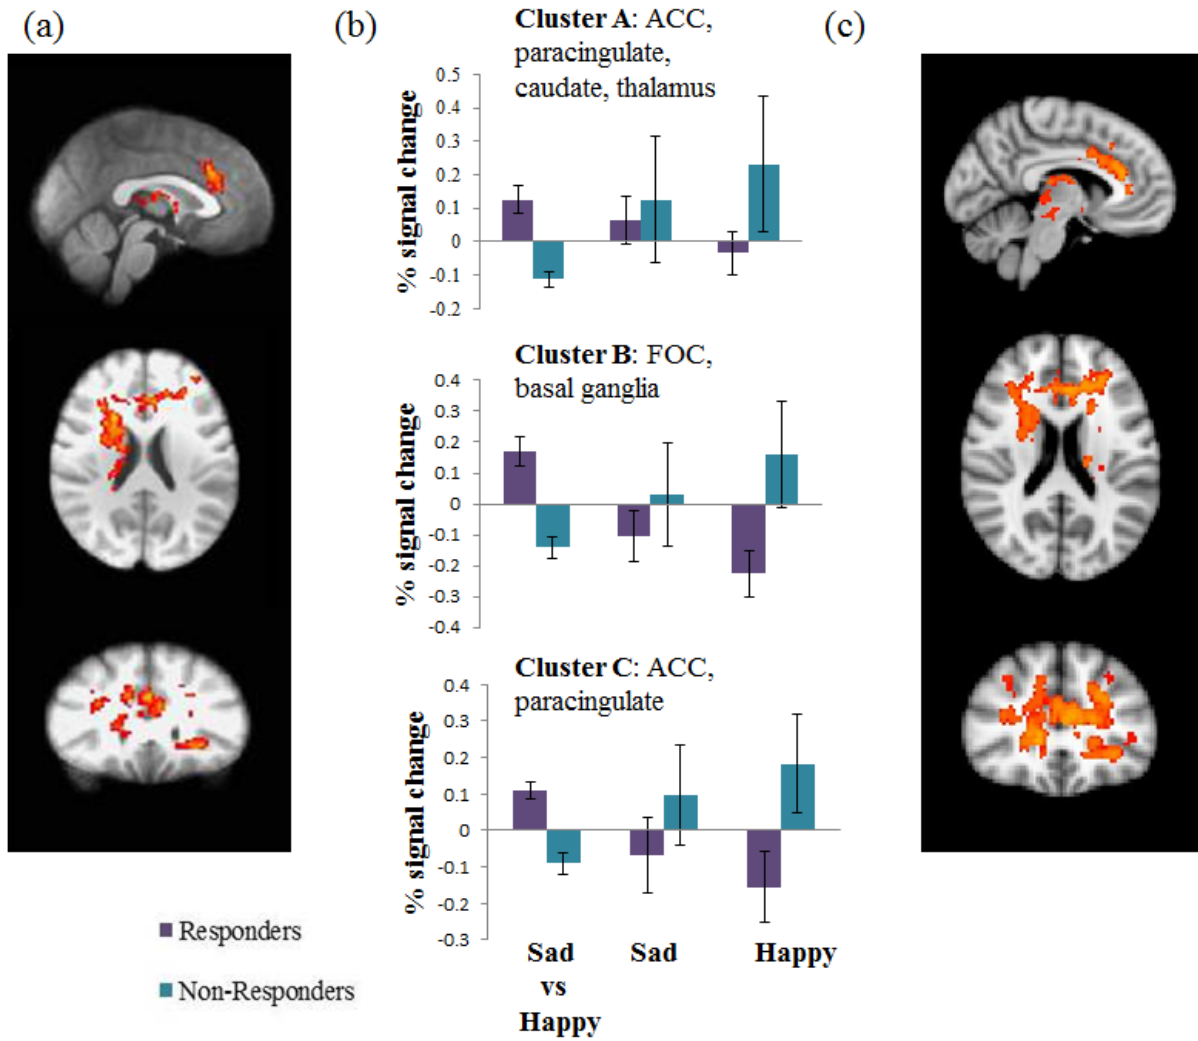 (a)
(b)
(c)
Cluster A: ACC,
paracingulate,
caudate, thalamus
% signal change
0.5
0.4
0.3
0.2
0.1
0
-0.1
-0.2
Cluster B: FOC,
basal ganglia
% signal change
0.4
0.3
0.2
0.1
0
-0.1
-0.2
-0.3
-0.4
Cluster C: ACC,
paracingulate
% signal change
0.4
0.3
0.2
0.1
0
-0.1
-0.2
-0.3
Sad
vs
Happy
Sad
Happy
Responders
Non-Responders